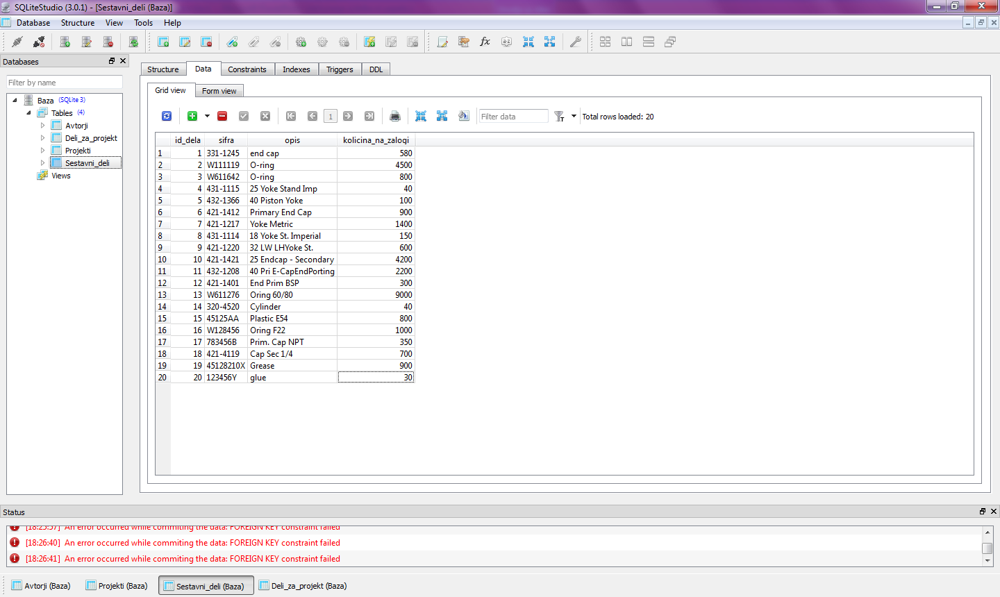 SQLiteStudio (3.0.1) - [Sestavni_deli (Baza)]
Database Structure View Tools Help
Databases
Filter by name
Baza (SQLite 3)
Tables (4)
Avtorji
Deli_za_projekt
Projekti
Sestavni_deli
Views
Structure Data Constraints Indexes Triggers DDL
Grid view Form view
1 Filter data Total rows loaded: 20
id_dela sifra opis kolicina_na_zalogi
1 1 331-1245 end cap 580
2 2 W111119 O-ring 4500
3 3 W611642 O-ring 800
4 4 431-1115 25 Yoke Stand Imp 40
5 5 432-1366 40 Piston Yoke 100
6 6 421-1412 Primary End Cap 900
7 7 421-1217 Yoke Metric 1400
8 8 431-1114 18 Yoke St. Imperial 150
9 9 421-1220 32 LW LHYoke St. 600
10 10 421-1421 25 Endcap - Secondary 4200
11 11 432-1208 40 Pri E-CapEndPorting 2200
12 12 421-1401 End Prim BSP 300
13 13 W611276 Oring 60/80 9000
14 14 320-4520 Cylinder 40
15 15 45125AA Plastic E54 800
16 16 W128456 Oring F22 1000
17 17 783456B Prim. Cap NPT 350
18 18 421-4119 Cap Sec 1/4 700
19 19 45128210X Grease 900
20 20 123456Y glue 30
Status
[18:25:57] An error occurred while commiting the data: FOREIGN KEY constraint failed
[18:26:40] An error occurred while commiting the data: FOREIGN KEY constraint failed
[18:26:41] An error occurred while commiting the data: FOREIGN KEY constraint failed
Avtorji (Baza) Projekti (Baza) Sestavni_deli (Baza) Deli_za_projekt (Baza)